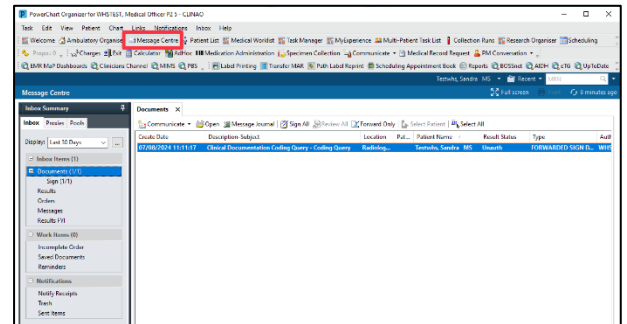 PowerChart Organizer for WHSTEST, Medical Officer P2 5 - CLINAO
Task Edit View Patient Chart Links Notifications Inbox Help
Welcome Ambulatory Organiser Message Centre Patient List Medical Worklist Task Manager MyExperience Multi-Patient Task List Collection Runs Research Organiser Scheduling
Charges Exit Calculator AdHoc Medication Administration Specimen Collection Communicate Medical Record Request PM Conversation
EMR MaP Dashboards Clinicians Channel MIMS PBS Label Printing Transfer MAR Path Label Reprint Scheduling Appointment Book Reports BOSSnet AIDH cTG UpToDate
Testwhs, Sandra MS Recent
Message Centre Full screen Print 0 minutes ago
Inbox Summary
Documents ×
Inbox Proxies Pools
Communicate Open Message Journal Sign All Review All Forward Only Select Patient Select All
Display: Last 30 Days ...
Create Date Description-Subject Location Pat... Patient Name Result Status Type Auth
07/08/2024 11:11:17 Clinical Documentation Coding Query - Coding Query Radiolog... Testwhs, Sandra MS Unauth FORWARDED SIGN D... WHS
Inbox Items (1)
Documents (1/1)
Sign (1/1)
Results
Orders
Messages
Results FYI
Work Items (0)
Incomplete Order
Saved Documents
Reminders
Notifications
Notify Receipts
Trash
Sent Items